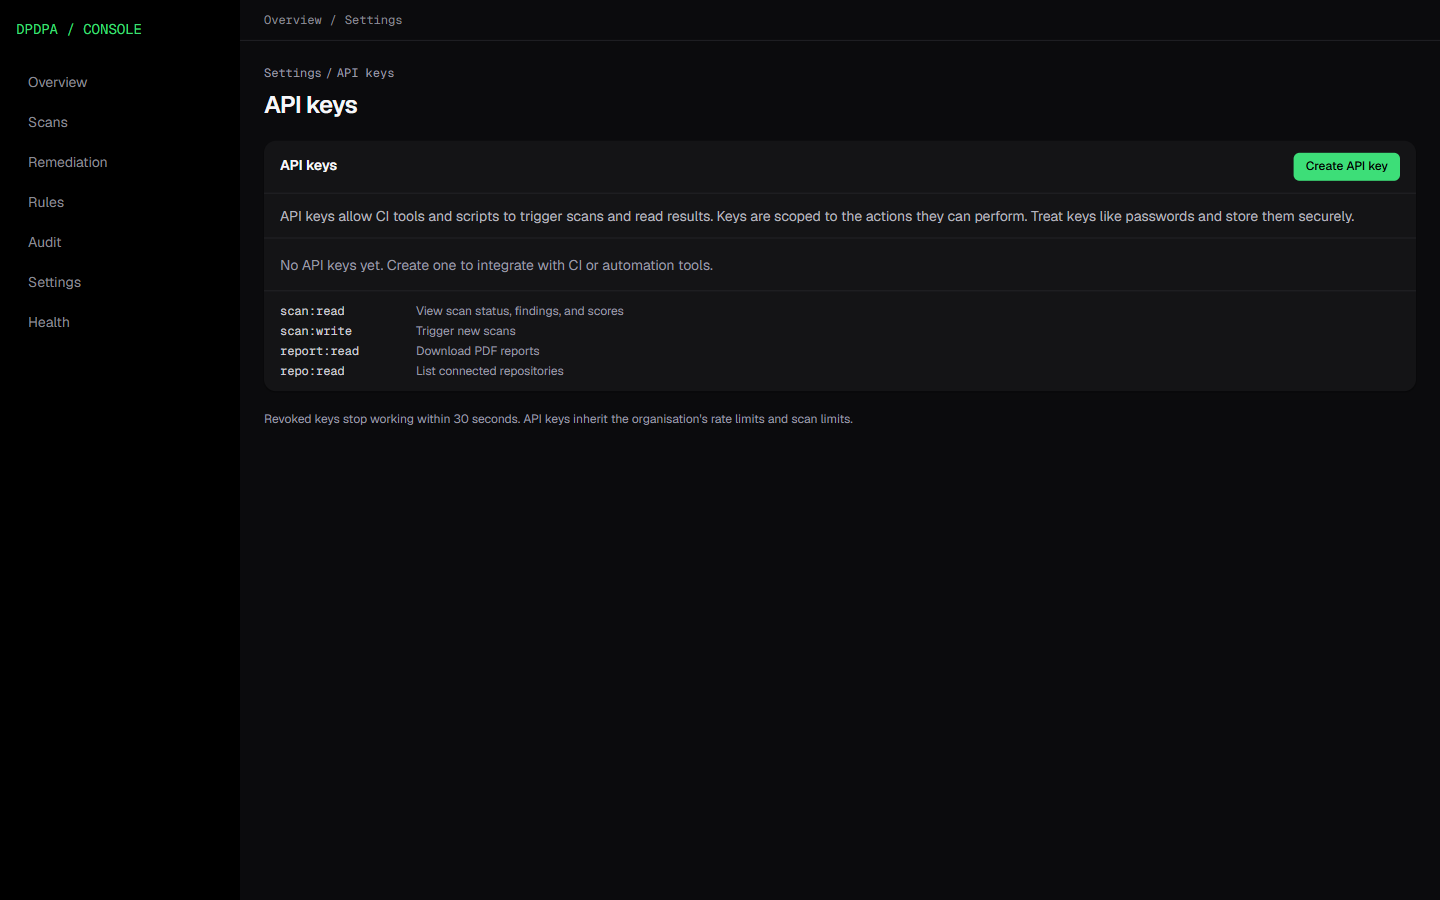 DPDPA / CONSOLE
Overview
Scans
Remediation
Rules
Audit
Settings
Health
Overview / Settings
Settings / API keys
API keys
API keys
Create API key
API keys allow CI tools and scripts to trigger scans and read results. Keys are scoped to the actions they can perform. Treat keys like passwords and store them securely.
No API keys yet. Create one to integrate with CI or automation tools.
scan:read View scan status, findings, and scores
scan:write Trigger new scans
report:read Download PDF reports
repo:read List connected repositories
Revoked keys stop working within 30 seconds. API keys inherit the organisation's rate limits and scan limits.